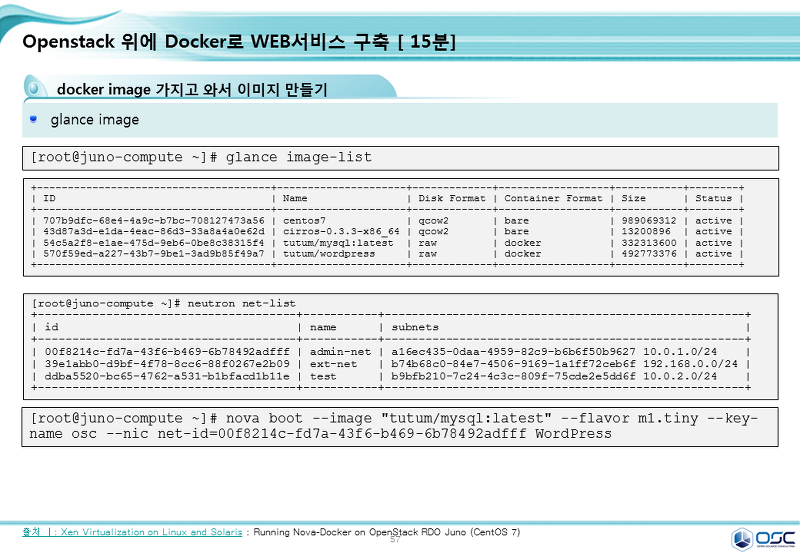 Openstack 위에 Docker로 WEB서비스 구축 [ 15분]
docker image 가지고 와서 이미지 만들기
glance image
[root@juno-compute ~]# glance image-list
+--------------------------------------+---------------------+-------------+------------------+-----------+--------+
| ID | Name | Disk Format | Container Format | Size | Status |
+--------------------------------------+---------------------+-------------+------------------+-----------+--------+
| 707b9dfc-68e4-4a9c-b7bc-708127473a56 | centos7 | qcow2 | bare | 989069312 | active |
| 43d87a3d-e1da-4eac-86d3-33a8a4a0e62d | cirros-0.3.3-x86_64 | qcow2 | bare | 13200896 | active |
| 54c5a2f8-e1ae-475d-9eb6-0be8c38315f4 | tutum/mysql:latest | raw | docker | 332313600 | active |
| 570f59ed-a227-43b7-9be1-3ad9b85f49a7 | tutum/wordpress | raw | docker | 492773376 | active |
+--------------------------------------+---------------------+-------------+------------------+-----------+--------+
[root@juno-compute ~]# neutron net-list
+--------------------------------------+-----------+-----------------------------------------------------+
| id | name | subnets |
+--------------------------------------+-----------+-----------------------------------------------------+
| 00f8214c-fd7a-43f6-b469-6b78492adfff | admin-net | a16ec435-0daa-4959-82c9-b6b6f50b9627 10.0.1.0/24 |
| 39e1abb0-d9bf-4f78-8cc6-88f0267e2b09 | ext-net | b74b68c0-84e7-4506-9169-1a1ff72ceb6f 192.168.0.0/24 |
| ddba5520-bc65-4762-a531-b1bfacd1b11e | test | b9bfb210-7c24-4c3c-809f-75cde2e5dd6f 10.0.2.0/24 |
+--------------------------------------+-----------+-----------------------------------------------------+
[root@juno-compute ~]# nova boot --image "tutum/mysql:latest" --flavor m1.tiny --key-
name osc --nic net-id=00f8214c-fd7a-43f6-b469-6b78492adfff WordPress
출처 | : Xen Virtualization on Linux and Solaris : Running Nova-Docker on OpenStack RDO Juno (CentOS 7)
57
OSC
OPEN SOURCE CONSULTING